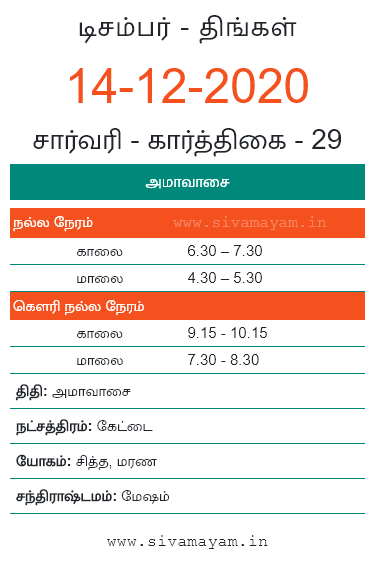 டிசம்பர் - திங்கள்
14-12-2020
சார்வரி - கார்த்திகை - 29
அமாவாசை
நல்ல நேரம் www.sivamayam.in
காலை 6.30 – 7.30
மாலை 4.30 – 5.30
கௌரி நல்ல நேரம்
காலை 9.15 - 10.15
மாலை 7.30 - 8.30
திதி: அமாவாசை
நட்சத்திரம்: கேட்டை
யோகம்: சித்த, மரண
சந்திராஷ்டமம்: மேஷம்
www.sivamayam.in